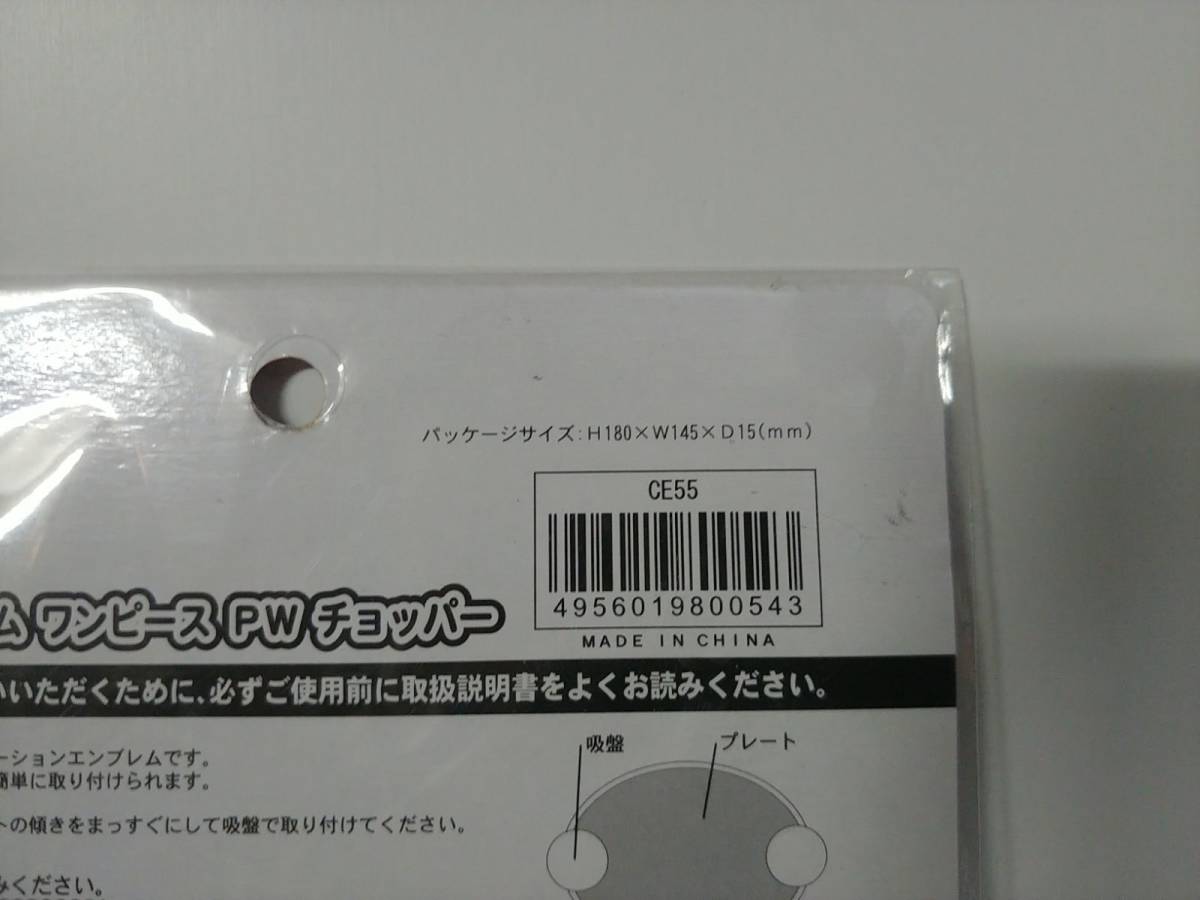 パッケージサイズ:H180×W145×D15(mm)
CE55
4956019800543
MADE IN CHINA
ム ワンピース PW チョッパー
いいただくために、必ずご使用前に取扱説明書をよくお読みください。
吸盤
プレート
ーションエンブレムです。
簡単に取り付けられます。
トの傾きをまっすぐにして吸盤で取り付けてください。
みください。